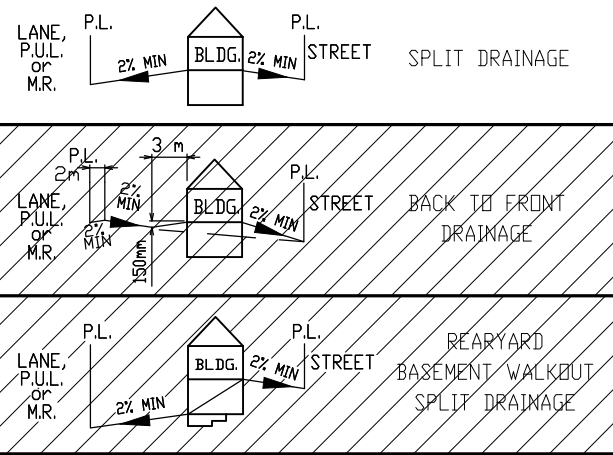 P.L.
P.L.
LANE,
P.U.L.
or
M.R.
2% MIN
BLDG.
2% MIN
STREET
SPLIT DRAINAGE
3 m
P.L.
2m
P.L.
LANE,
P.U.L.
or
M.R.
2%
MIN
2%
MIN
150mm
BLDG.
2% MIN
STREET
BACK TO FRONT
DRAINAGE
P.L.
P.L.
LANE,
P.U.L.
or
M.R.
2% MIN
BLDG.
2% MIN
STREET
REARYARD
BASEMENT WALKOUT
SPLIT DRAINAGE